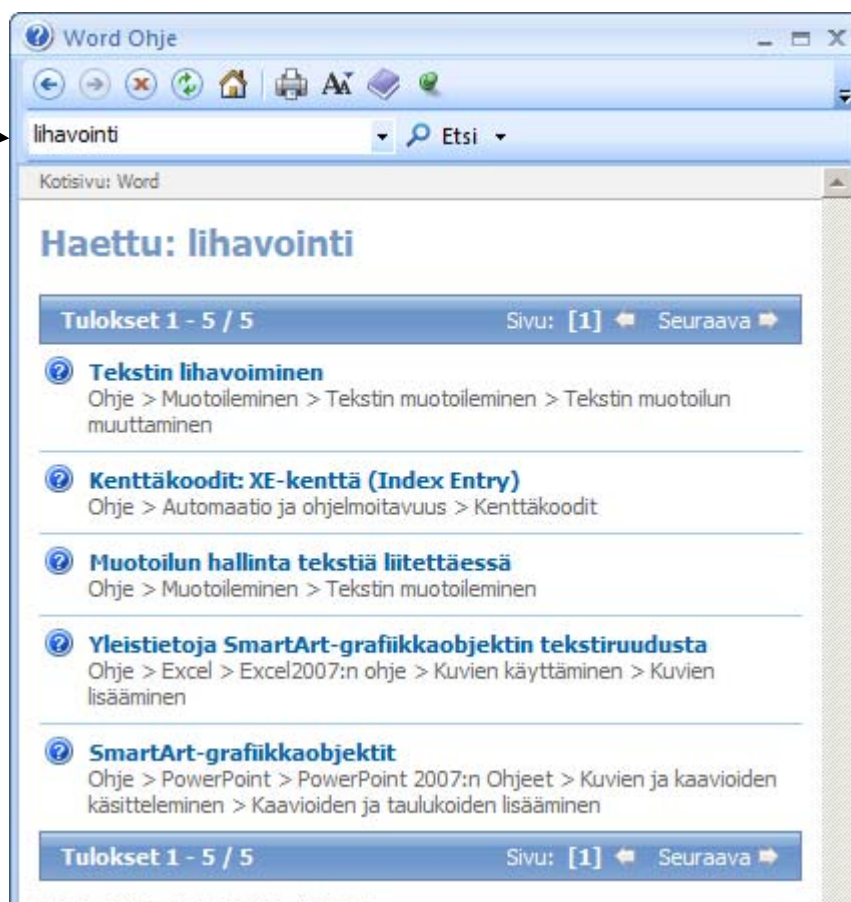 Word Ohje
lihavointi
Etsi
Kotisivu: Word
Haettu: lihavointi
Tulokset 1 - 5 / 5 Sivu: [1] Seuraava
Tekstin lihavoiminen
Ohje > Muotoileminen > Tekstin muotoileminen > Tekstin muotoilun
muuttaminen
Kenttäkoodit: XE-kenttä (Index Entry)
Ohje > Automaatio ja ohjelmoitavuus > Kenttäkoodit
Muotoilun hallinta tekstiä liitettäessä
Ohje > Muotoileminen > Tekstin muotoileminen
Yleistietoja SmartArt-grafiikkaobjektin tekstiruudusta
Ohje > Excel > Excel2007:n ohje > Kuvien käyttäminen > Kuvien
lisääminen
SmartArt-grafiikkaobjektit
Ohje > PowerPoint > PowerPoint 2007:n Ohjeet > Kuvien ja kaavioiden
käsitteleminen > Kaavioiden ja taulukoiden lisääminen
Tulokset 1 - 5 / 5 Sivu: [1] Seuraava